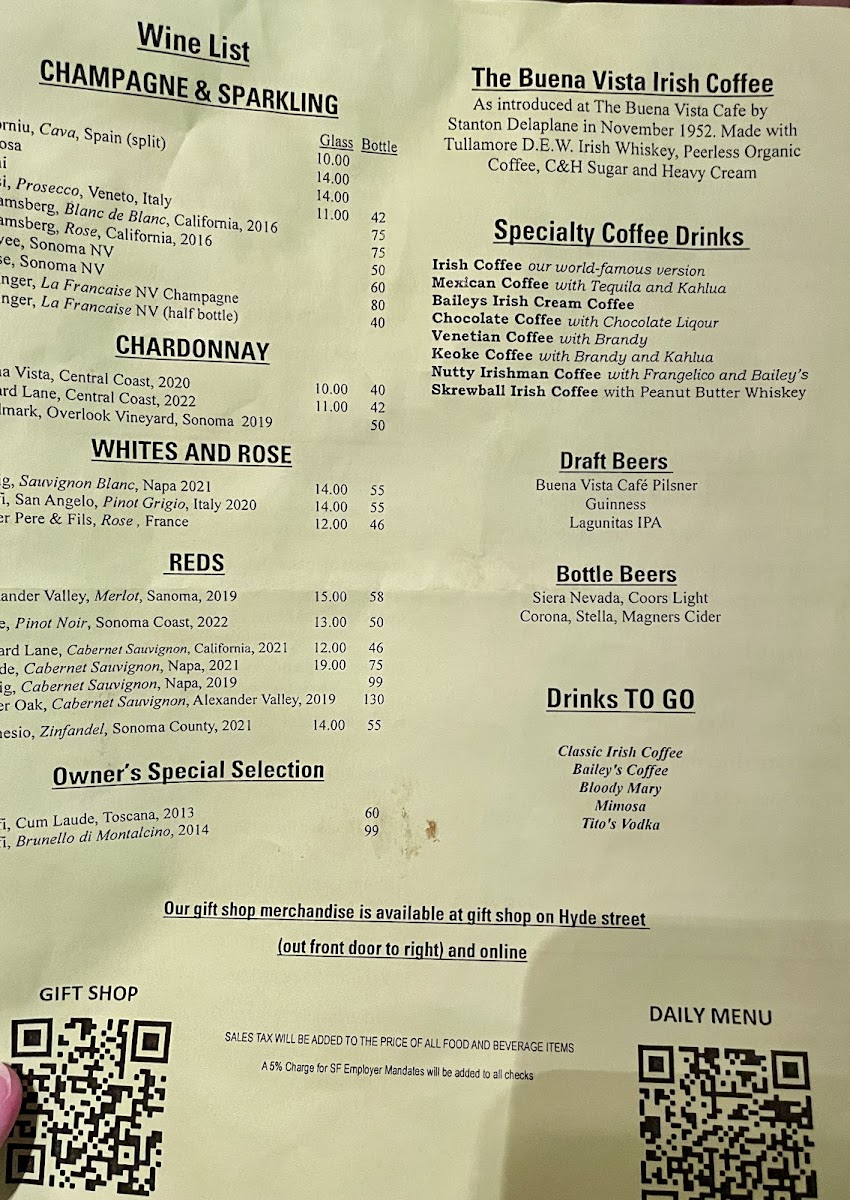 Wine List
CHAMPAGNE & SPARKLING
Glass Bottle
orniu, Cava, Spain (split) 10.00
osa 14.00
ni 14.00
i, Prosecco, Veneto, Italy 11.00 42
amsberg, Blanc de Blanc, California, 2016 75
amsberg, Rose, California, 2016 75
vee, Sonoma NV 50
se, Sonoma NV 60
nger, La Francaise NV Champagne 80
nger, La Francaise NV (half bottle) 40
CHARDONNAY
a Vista, Central Coast, 2020 10.00 40
ard Lane, Central Coast, 2022 11.00 42
lmark, Overlook Vineyard, Sonoma 2019 50
WHITES AND ROSE
g, Sauvignon Blanc, Napa 2021 14.00 55
i, San Angelo, Pinot Grigio, Italy 2020 14.00 55
er Pere & Fils, Rose , France 12.00 46
REDS
ander Valley, Merlot, Sanoma, 2019 15.00 58
e, Pinot Noir, Sonoma Coast, 2022 13.00 50
ard Lane, Cabernet Sauvignon, California, 2021 12.00 46
de, Cabernet Sauvignon, Napa, 2021 19.00 75
ig, Cabernet Sauvignon, Napa, 2019 99
er Oak, Cabernet Sauvignon, Alexander Valley, 2019 130
nesio, Zinfandel, Sonoma County, 2021 14.00 55
Owner's Special Selection
fi, Cum Laude, Toscana, 2013 60
fi, Brunello di Montalcino, 2014 99
The Buena Vista Irish Coffee
As introduced at The Buena Vista Cafe by
Stanton Delaplane in November 1952. Made with
Tullamore D.E.W. Irish Whiskey, Peerless Organic
Coffee, C&H Sugar and Heavy Cream
Specialty Coffee Drinks
Irish Coffee our world-famous version
Mexican Coffee with Tequila and Kahlua
Baileys Irish Cream Coffee
Chocolate Coffee with Chocolate Liqour
Venetian Coffee with Brandy
Keoke Coffee with Brandy and Kahlua
Nutty Irishman Coffee with Frangelico and Bailey's
Skrewball Irish Coffee with Peanut Butter Whiskey
Draft Beers
Buena Vista Café Pilsner
Guinness
Lagunitas IPA
Bottle Beers
Siera Nevada, Coors Light
Corona, Stella, Magners Cider
Drinks TO GO
Classic Irish Coffee
Bailey's Coffee
Bloody Mary
Mimosa
Tito's Vodka
Our gift shop merchandise is available at gift shop on Hyde street
(out front door to right) and online
GIFT SHOP
SALES TAX WILL BE ADDED TO THE PRICE OF ALL FOOD AND BEVERAGE ITEMS
A 5% Charge for SF Employer Mandates will be added to all checks
DAILY MENU